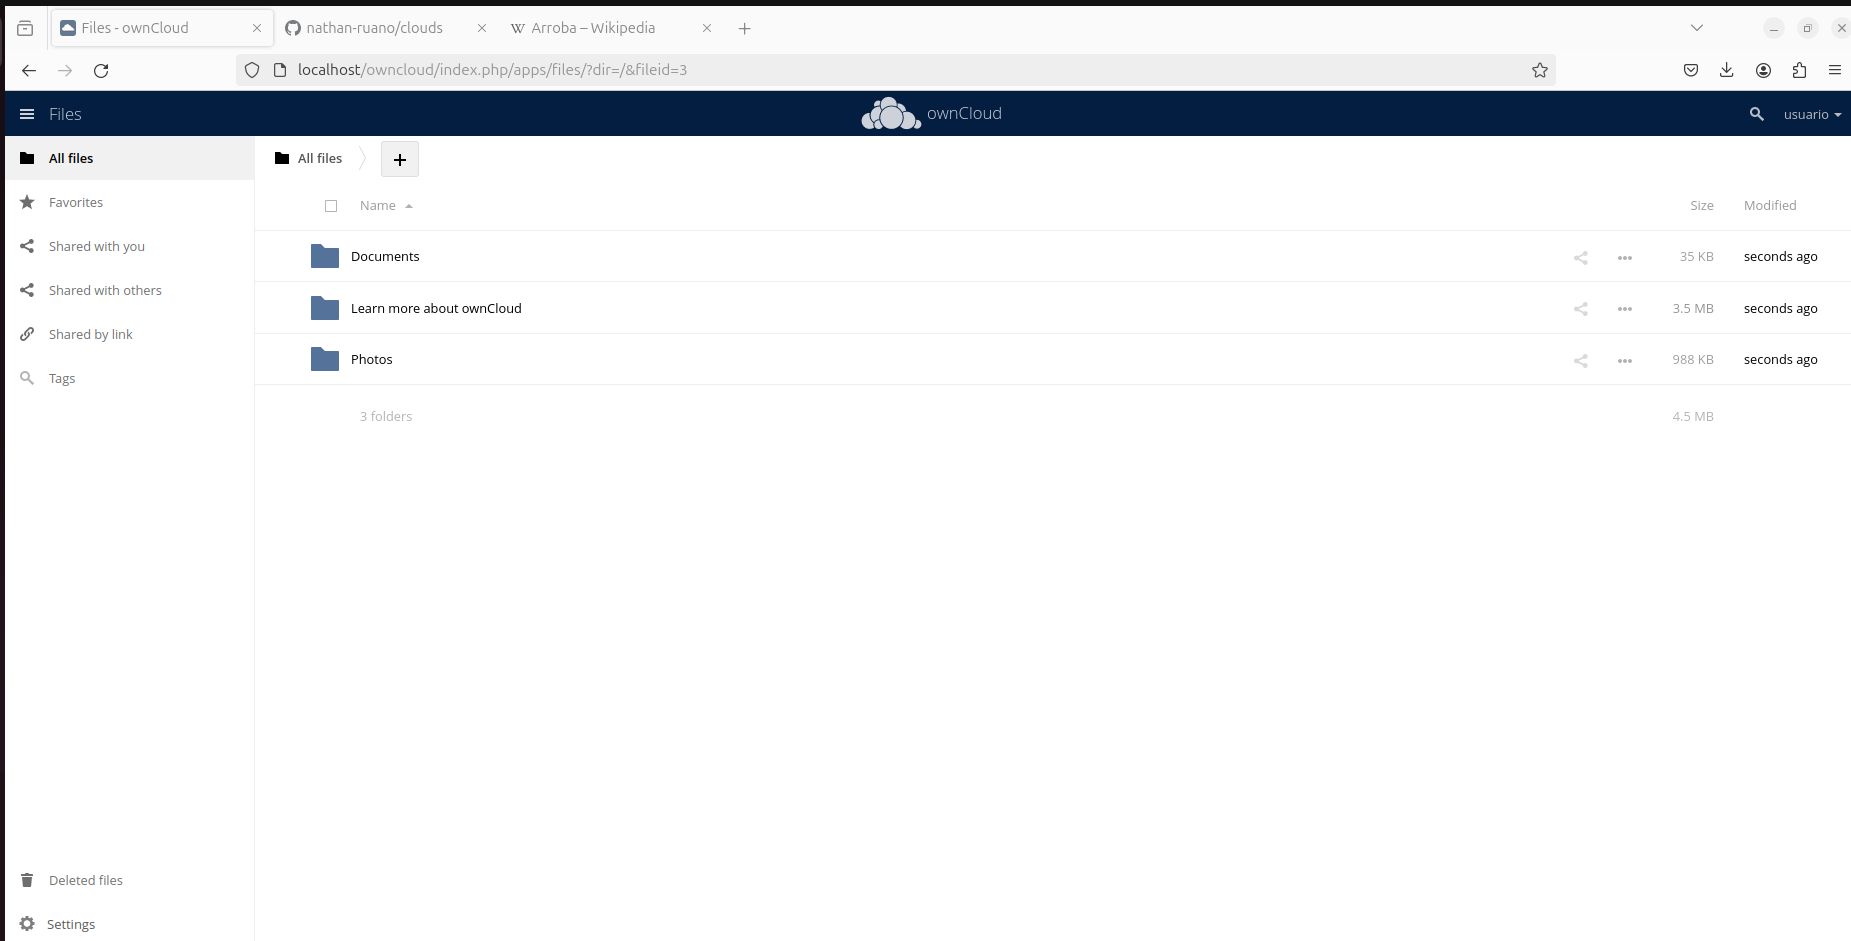 Files - ownCloud
nathan-ruano/clouds
Arroba – Wikipedia
localhost/owncloud/index.php/apps/files/?dir=/&fileid=3
Files
ownCloud
usuario
All files
Favorites
Shared with you
Shared with others
Shared by link
Tags
Deleted files
Settings
All files
+
Name Size Modified
Documents 35 KB seconds ago
Learn more about ownCloud 3.5 MB seconds ago
Photos 988 KB seconds ago
3 folders 4.5 MB